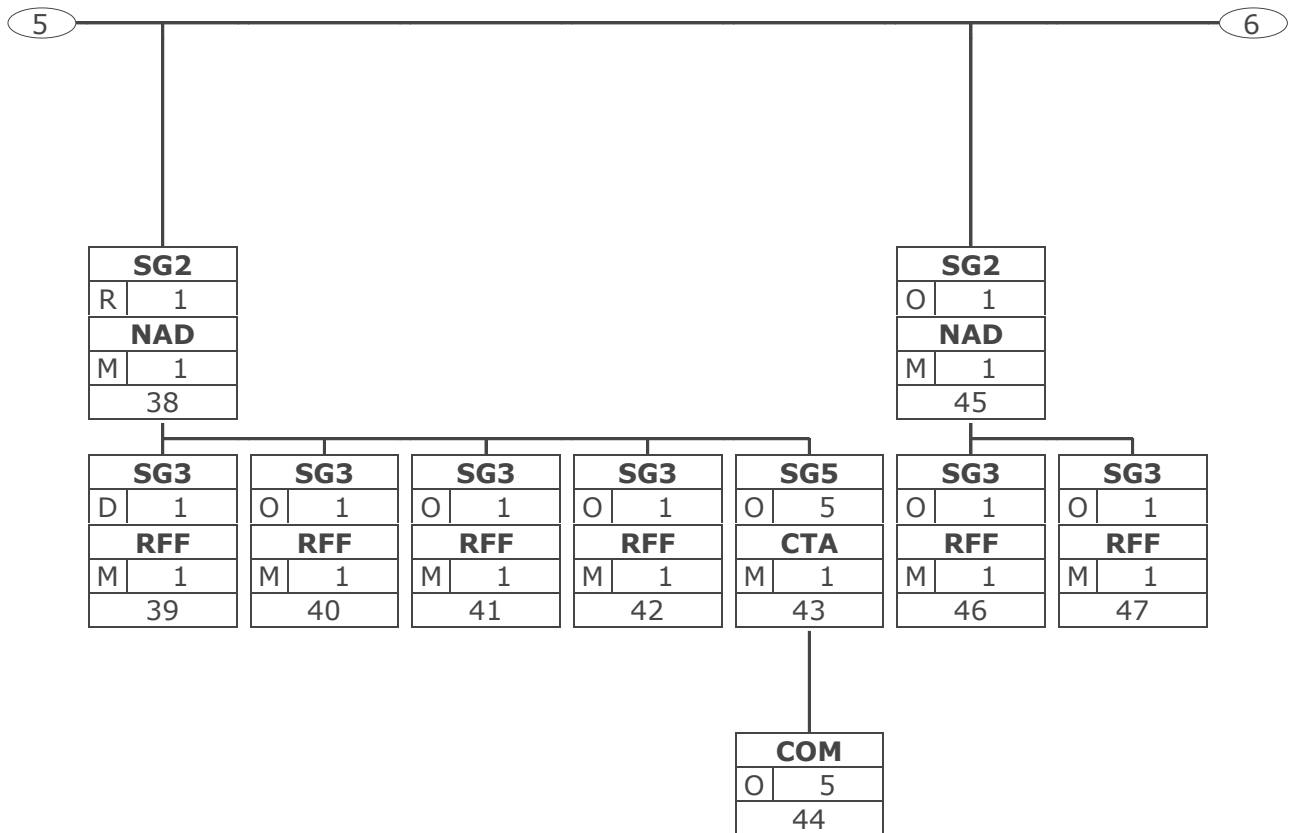 5 6
SG2 SG2
R 1 O 1
NAD NAD
M 1 M 1
38 45
SG3 SG3 SG3 SG3 SG5 SG3 SG3
D 1 O 1 O 1 O 1 O 5 O 1 O 1
RFF RFF RFF RFF CTA RFF RFF
M 1 M 1 M 1 M 1 M 1 M 1 M 1
39 40 41 42 43 46 47
COM
O 5
44